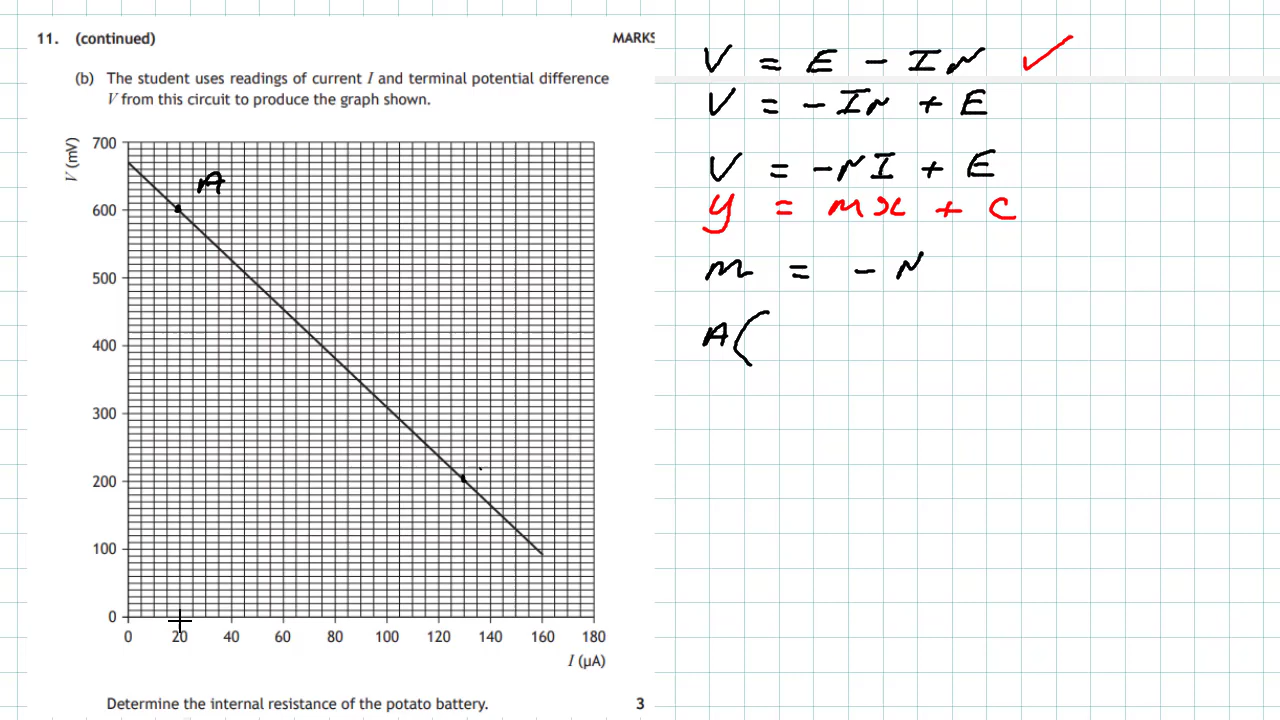 11. (continued)
MARKS
(b) The student uses readings of current I and terminal potential difference
V from this circuit to produce the graph shown.
V (mV)
700
600
500
400
300
200
100
0
0 20 40 60 80 100 120 140 160 180
I (µA)
A
Determine the internal resistance of the potato battery.
3
V = E - Ir ✓
V = - Ir + E
V = -rI + E
y = mx + c
m = - r
A(